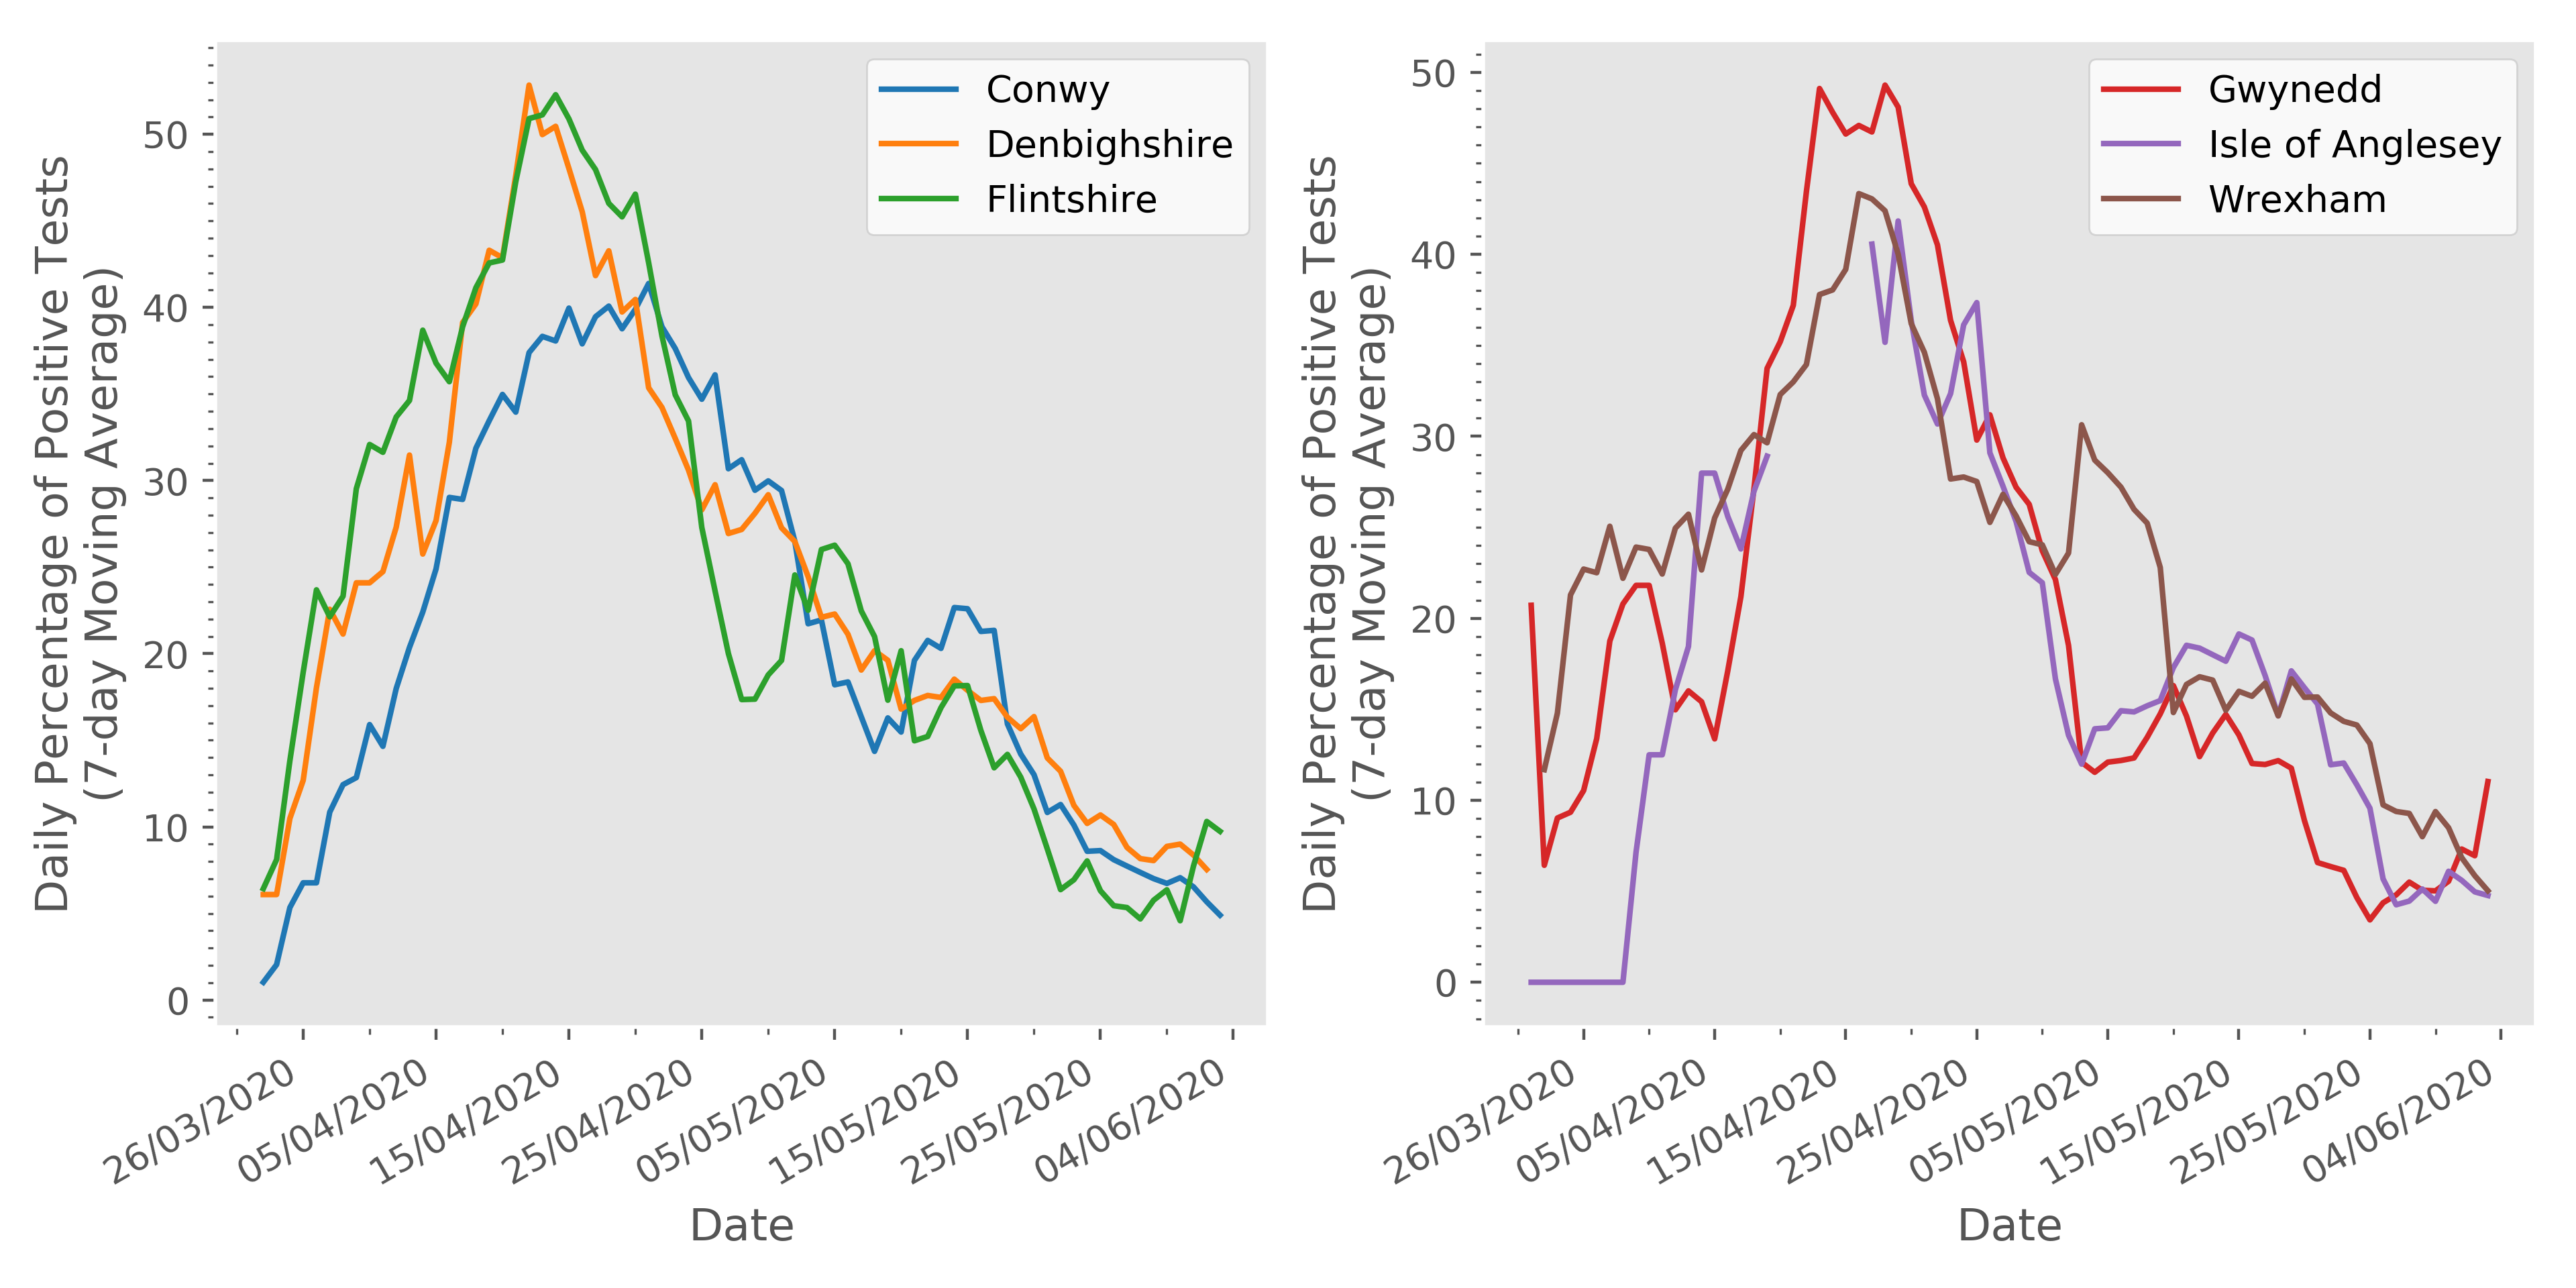 Daily Percentage of Positive Tests
(7-day Moving Average)
50
40
30
20
10
0
Conwy
Denbighshire
Flintshire
26/03/2020
05/04/2020
15/04/2020
25/04/2020
05/05/2020
15/05/2020
25/05/2020
04/06/2020
Date
Daily Percentage of Positive Tests
(7-day Moving Average)
50
40
30
20
10
0
Gwynedd
Isle of Anglesey
Wrexham
26/03/2020
05/04/2020
15/04/2020
25/04/2020
05/05/2020
15/05/2020
25/05/2020
04/06/2020
Date